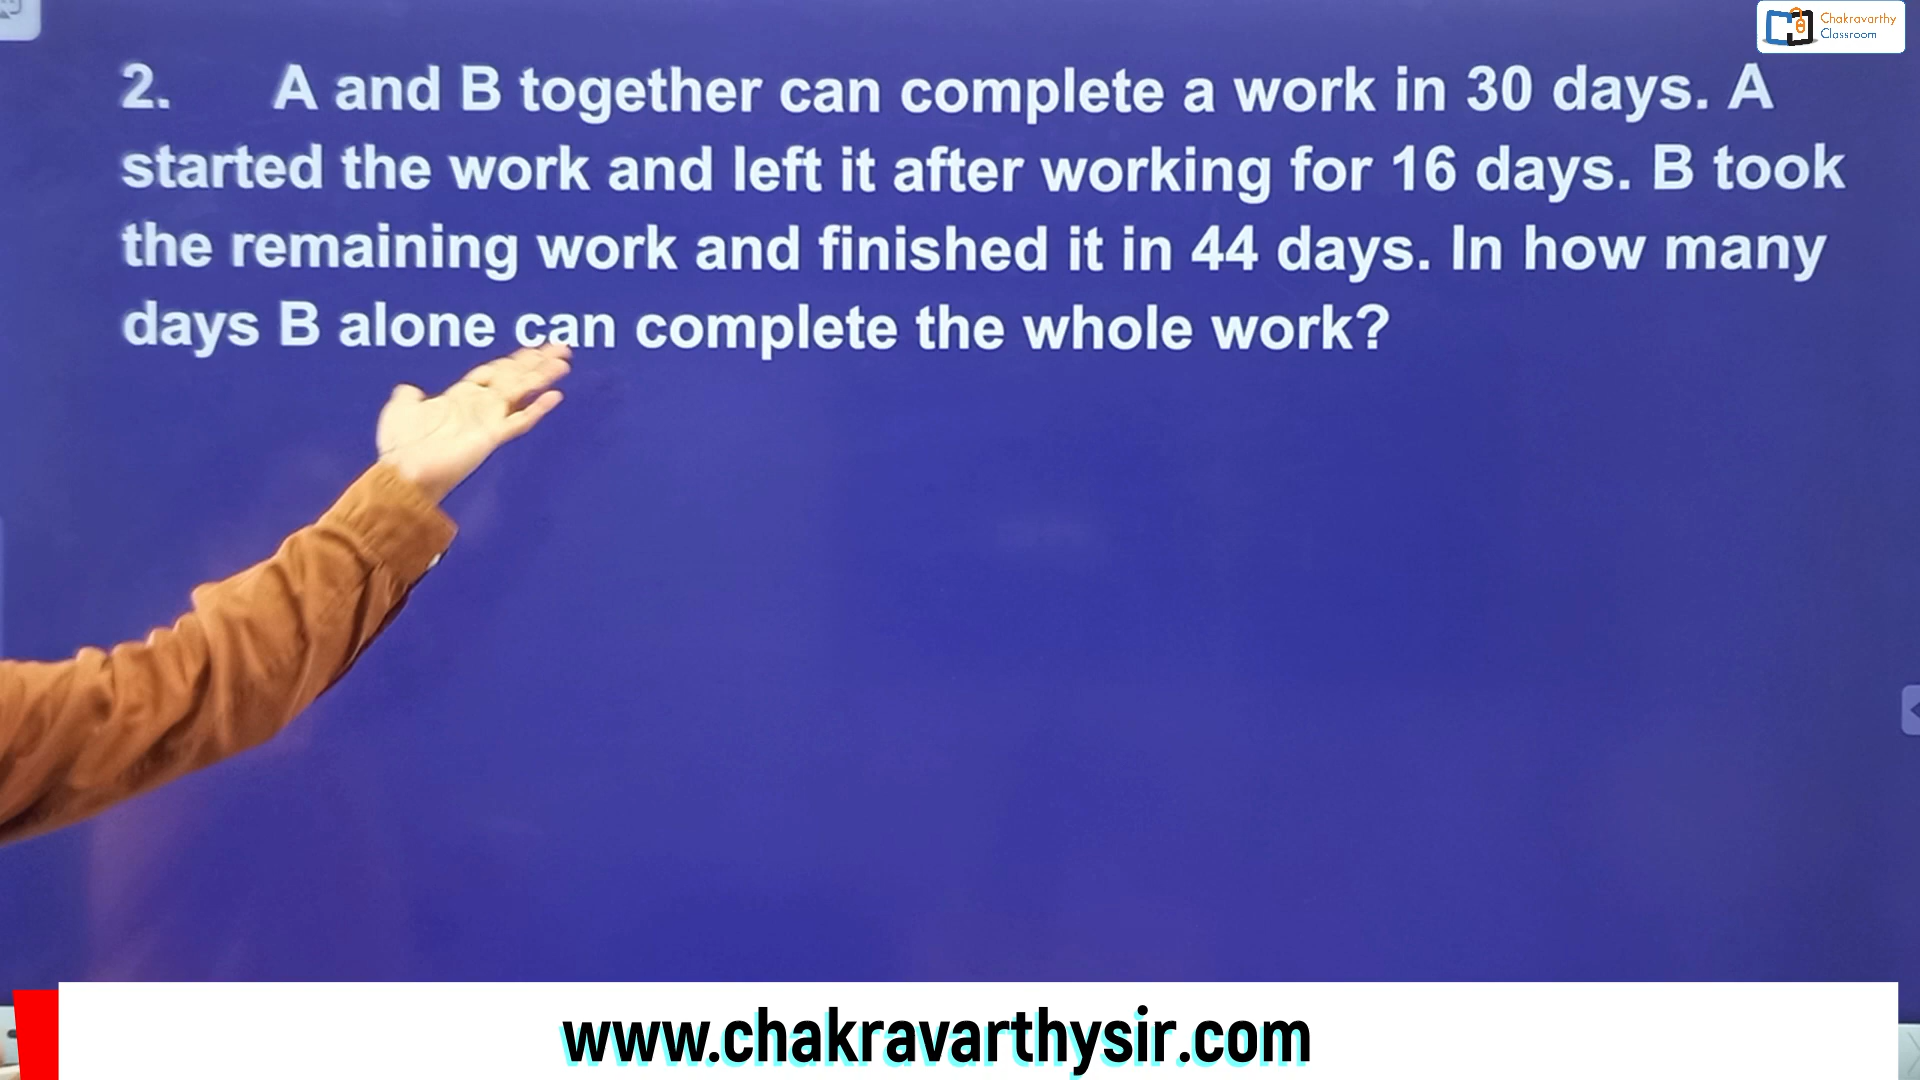 Chakravarthy
Classroom
2. A and B together can complete a work in 30 days. A
started the work and left it after working for 16 days. B took
the remaining work and finished it in 44 days. In how many
days B alone can complete the whole work?
www.chakravarthysir.com